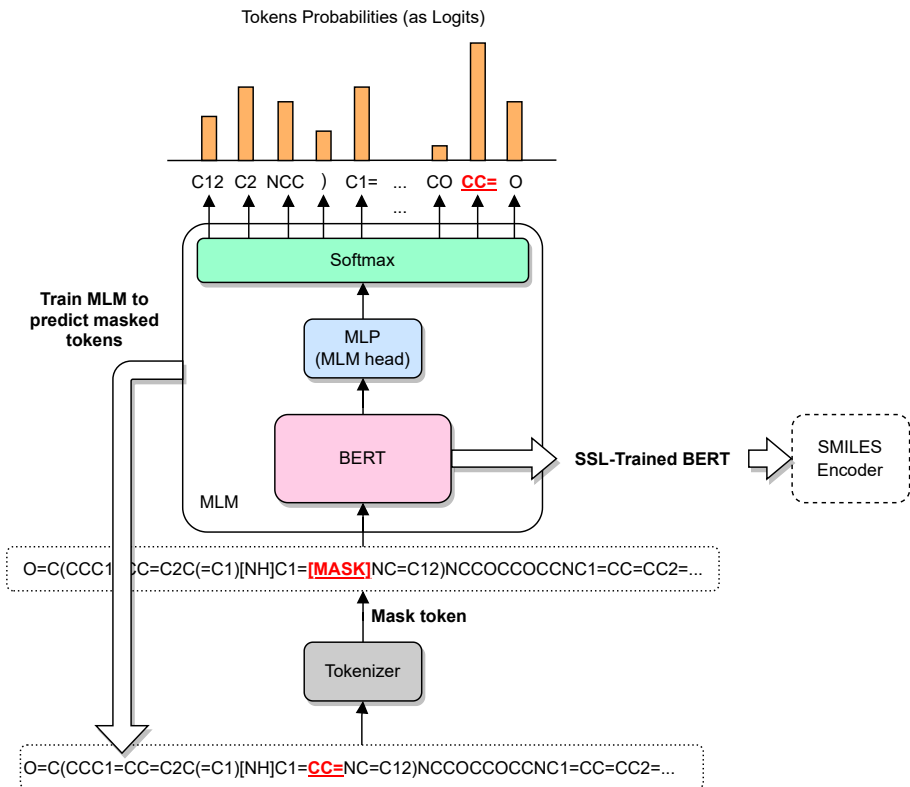 Tokens Probabilities (as Logits)
C12 C2 NCC ) C1= ... CO CC= O
...
Softmax
Train MLM to
predict masked
tokens
MLP
(MLM head)
BERT
SSL-Trained BERT
SMILES
Encoder
MLM
O=C(CCC1=CC=C2C(=C1)[NH]C1=[MASK]NC=C12)NCCOCCOCCNC1=CC=CC2=...
Mask token
Tokenizer
O=C(CCC1=CC=C2C(=C1)[NH]C1=CC=NC=C12)NCCOCCOCCNC1=CC=CC2=...